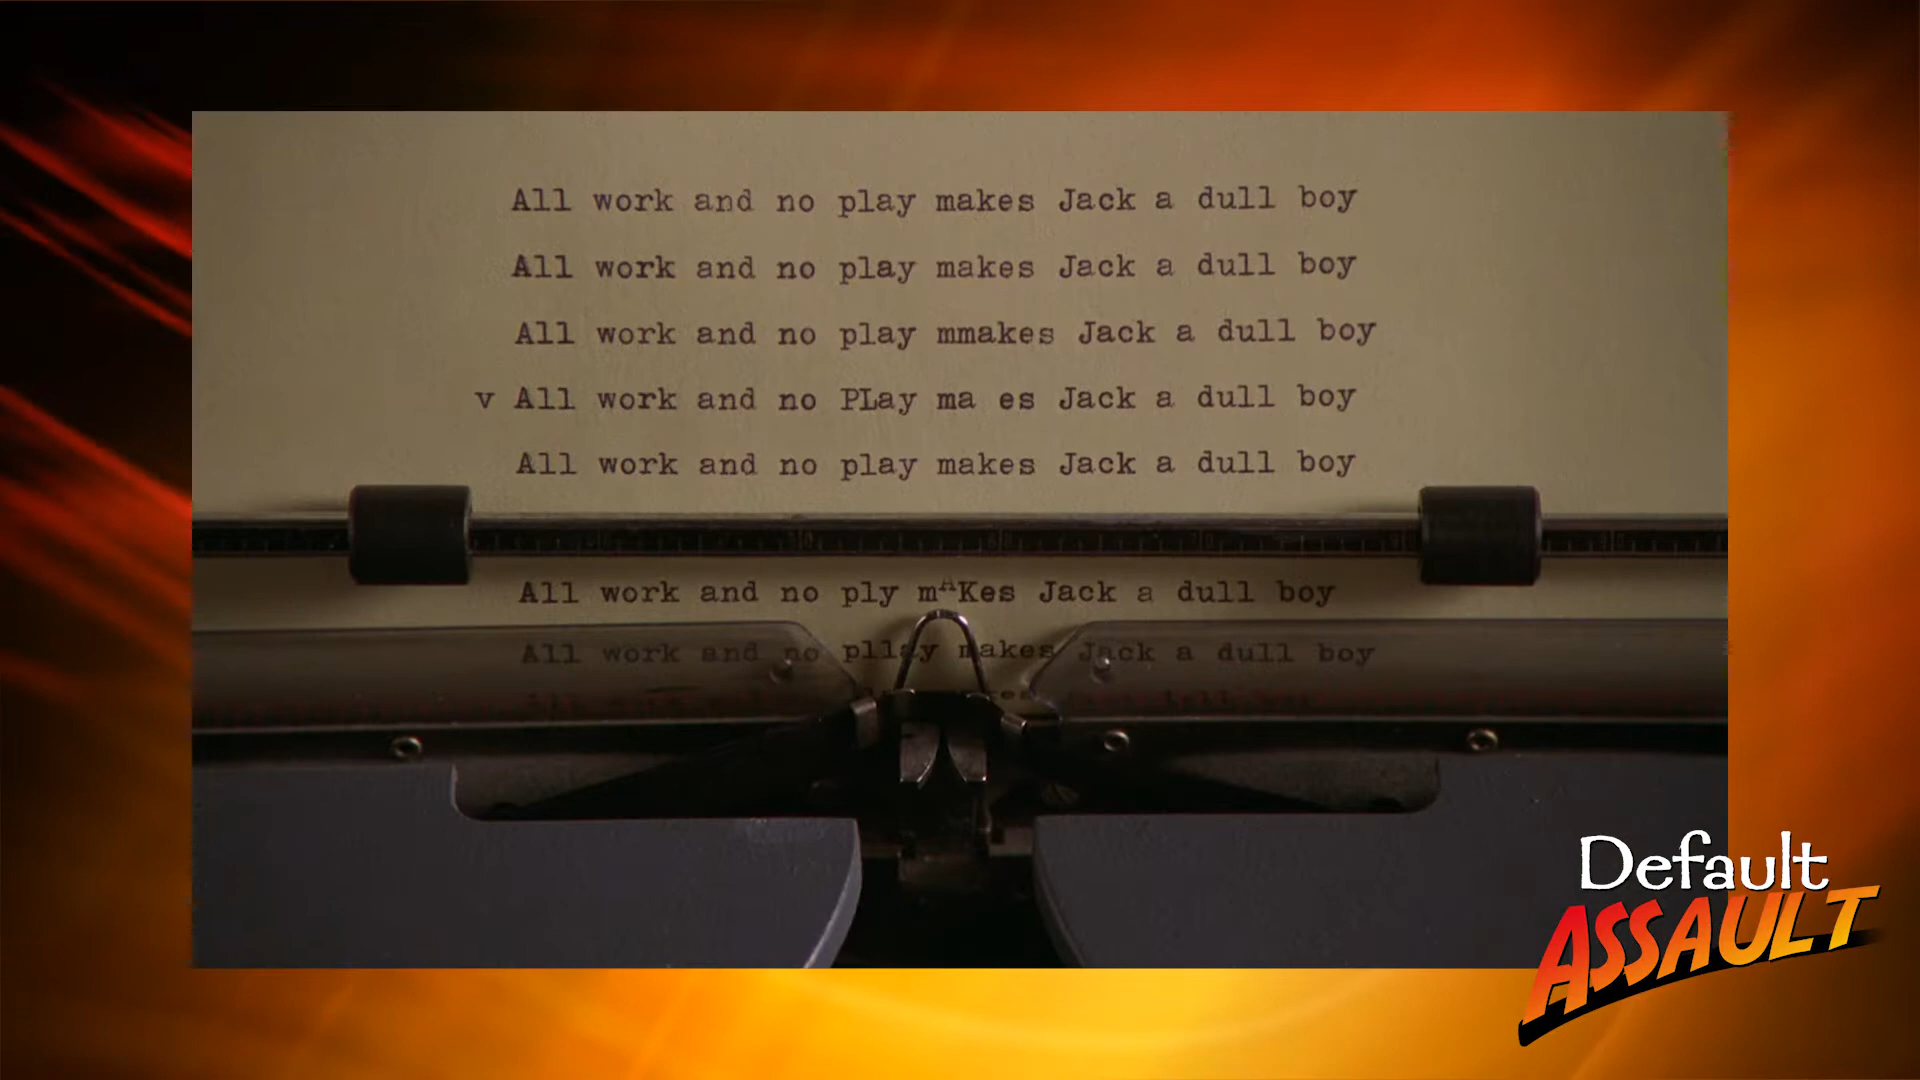 All work and no play makes Jack a dull boy
All work and no play makes Jack a dull boy
All work and no play mmakes Jack a dull boy
v All work and no PLay ma es Jack a dull boy
All work and no play makes Jack a dull boy
All work and no ply mAKes Jack a dull boy
All work and no pllay makes Jack a dull boy
Default
ASSAULT